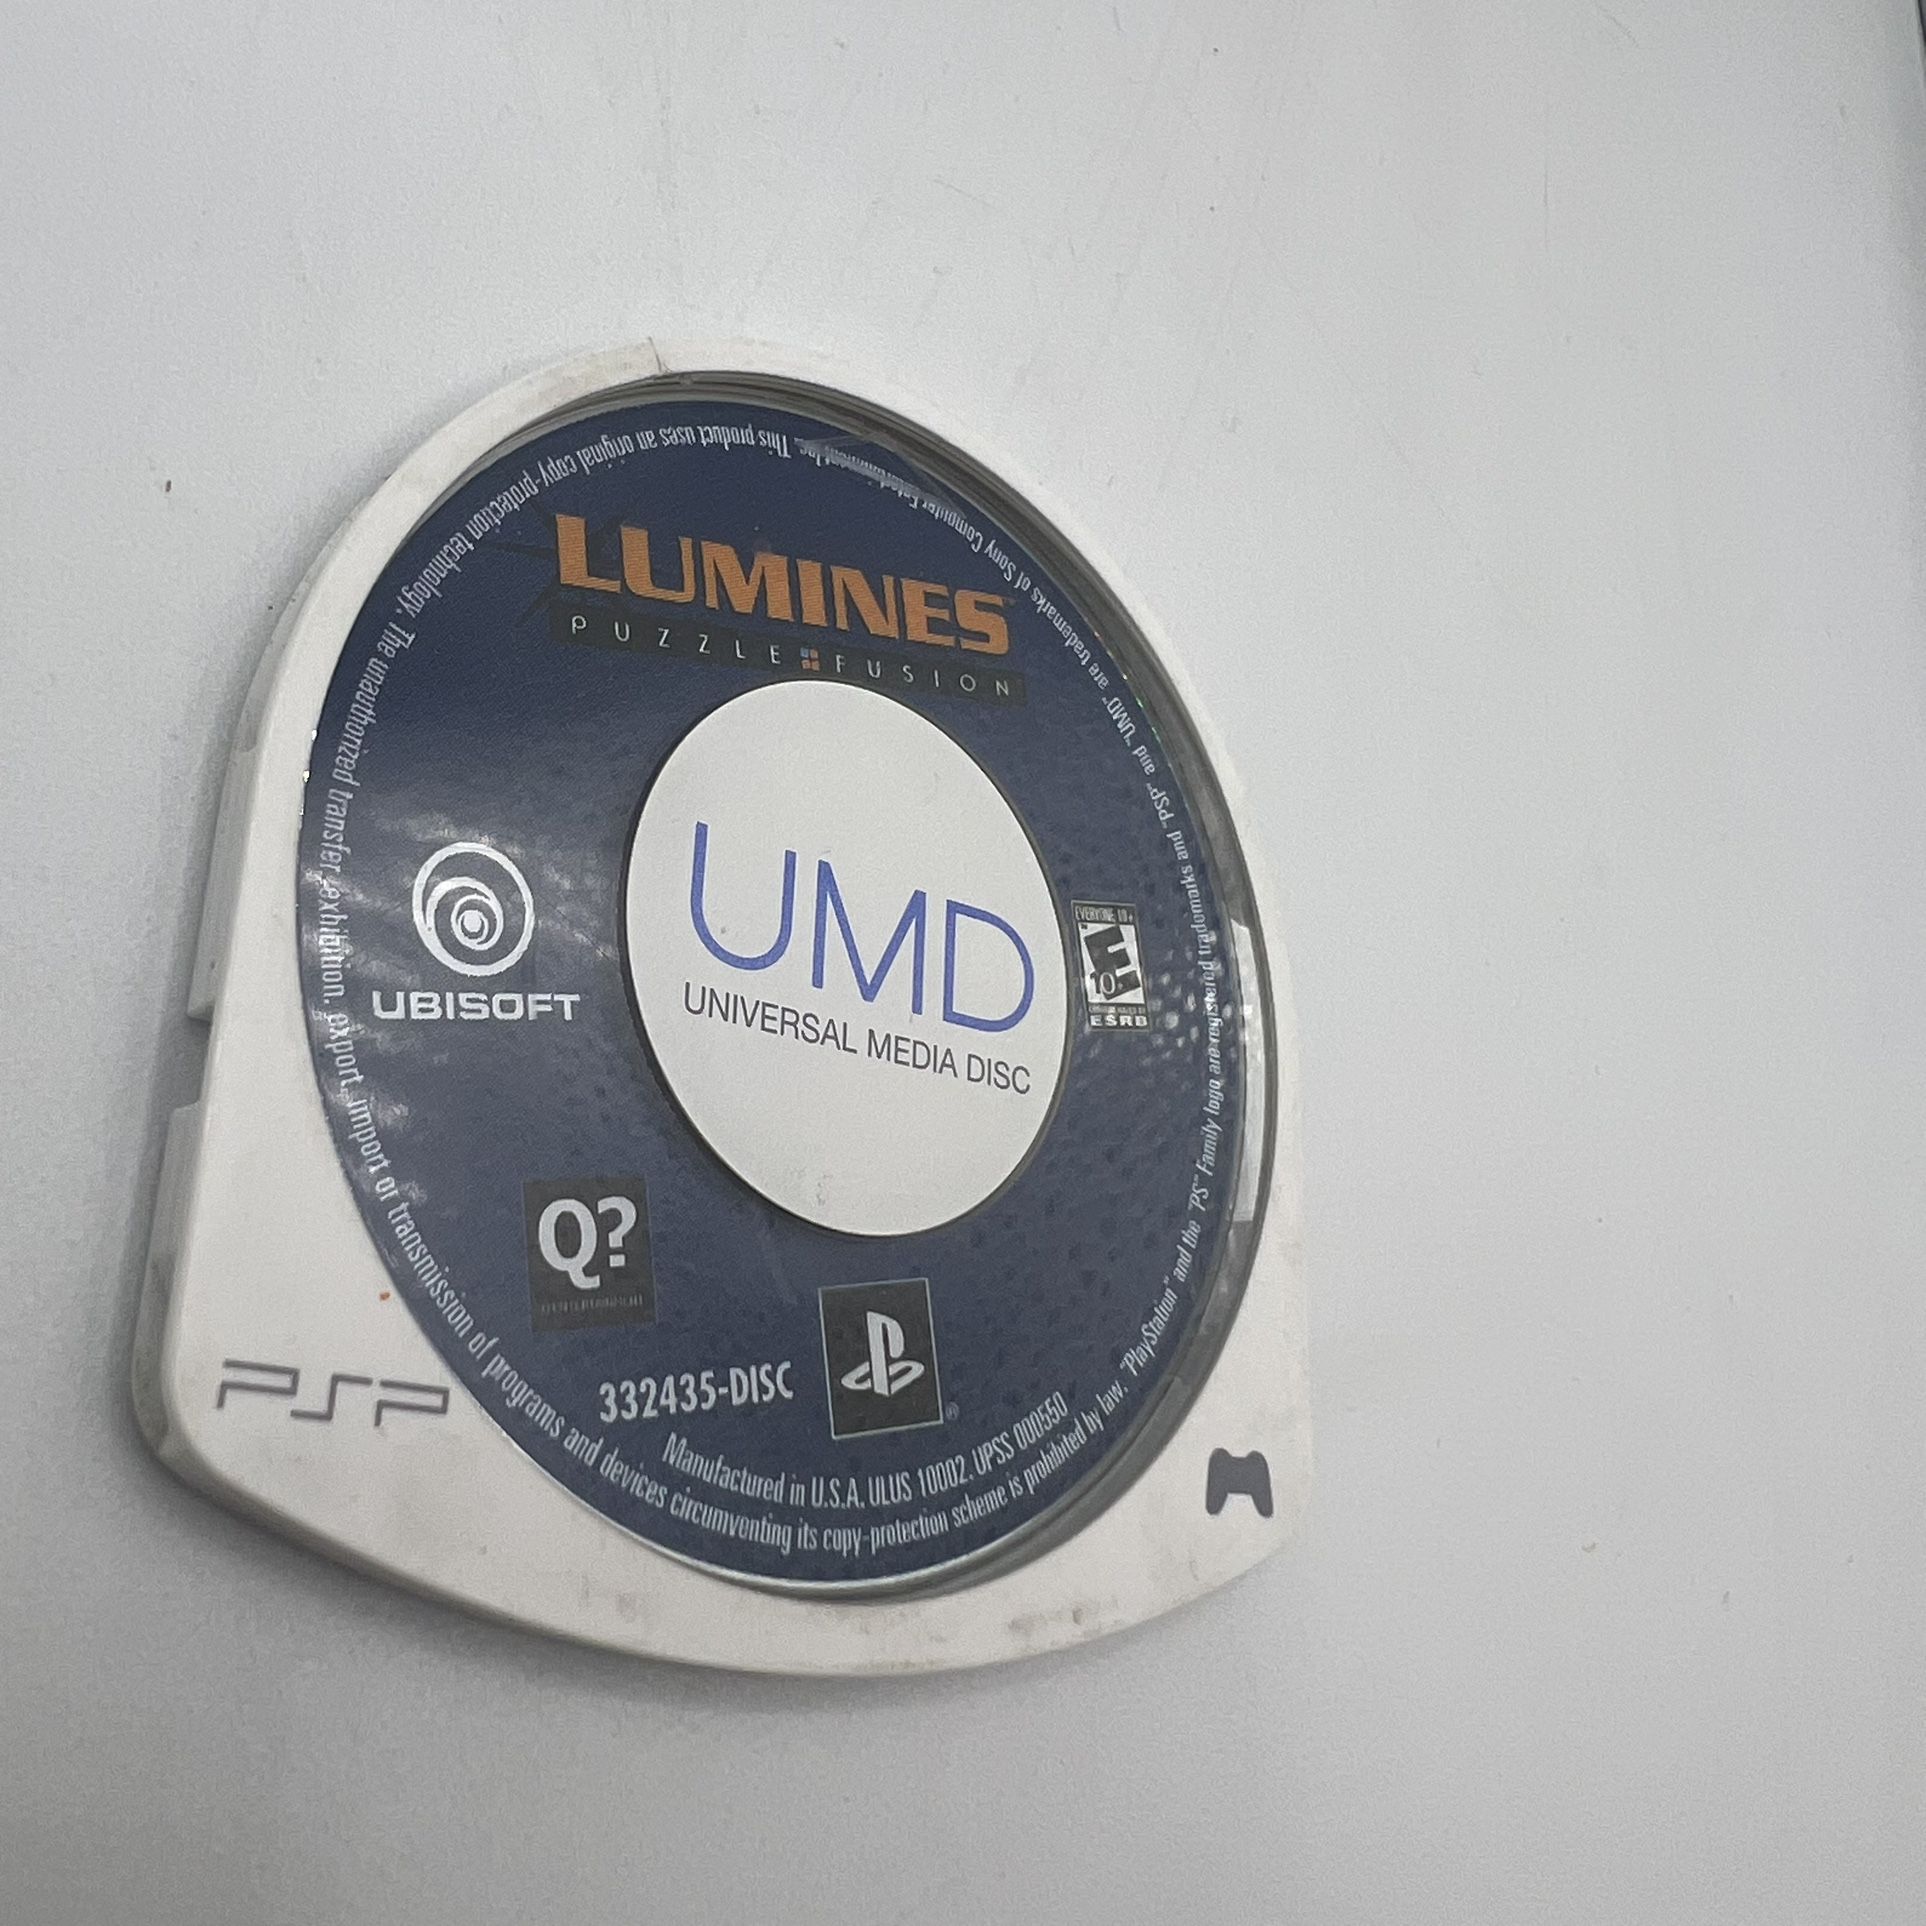 LUMINES™
PUZZLE FUSION
UBISOFT
UMD
UNIVERSAL MEDIA DISC
EVERYONE 10+
E
10+
ESRB
Q?
Q ENTERTAINMENT
PSP
332435-DISC
®
Manufactured in U.S.A. ULUS 10002. UPSS 000550
"PlayStation" and the "PS" Family logo are registered trademarks and "PSP" and "UMD" are trademarks of Sony Computer Entertainment Inc. This product uses an original copy-protection technology. The unauthorized transfer, exhibition, export, import or transmission of programs and devices circumventing its copy-protection scheme is prohibited by law.